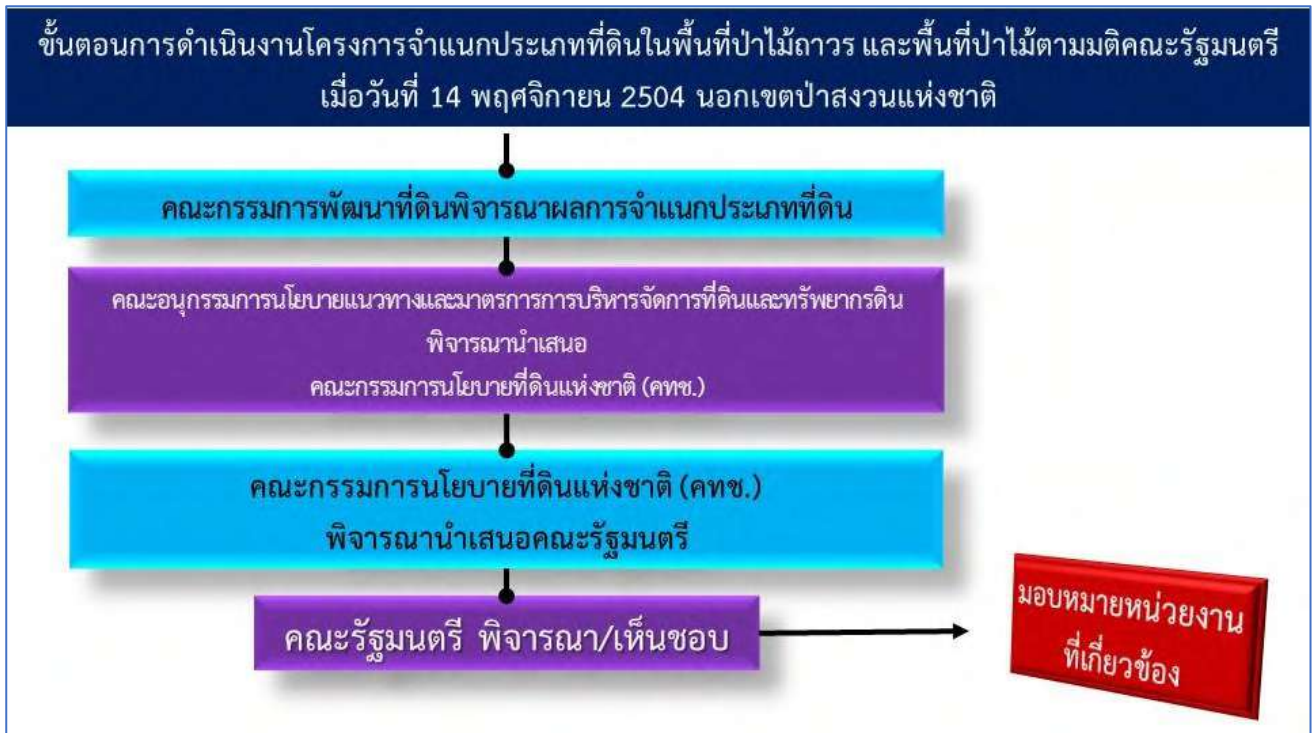 ขั้นตอนการดำเนินงานโครงการจำแนกประเภทที่ดินในพื้นที่ป่าไม้ถาวร และพื้นที่ป่าไม้ตามมติคณะรัฐมนตรี
เมื่อวันที่ 14 พฤศจิกายน 2504 นอกเขตป่าสงวนแห่งชาติ
คณะกรรมการพัฒนาที่ดินพิจารณาผลการจำแนกประเภทที่ดิน
คณะอนุกรรมการนโยบายแนวทางและมาตรการการบริหารจัดการที่ดินและทรัพยากรดิน
พิจารณานำเสนอ
คณะกรรมการนโยบายที่ดินแห่งชาติ (คทช.)
คณะกรรมการนโยบายที่ดินแห่งชาติ (คทช.)
พิจารณานำเสนอคณะรัฐมนตรี
คณะรัฐมนตรี พิจารณา/เห็นชอบ
มอบหมายหน่วยงาน
ที่เกี่ยวข้อง